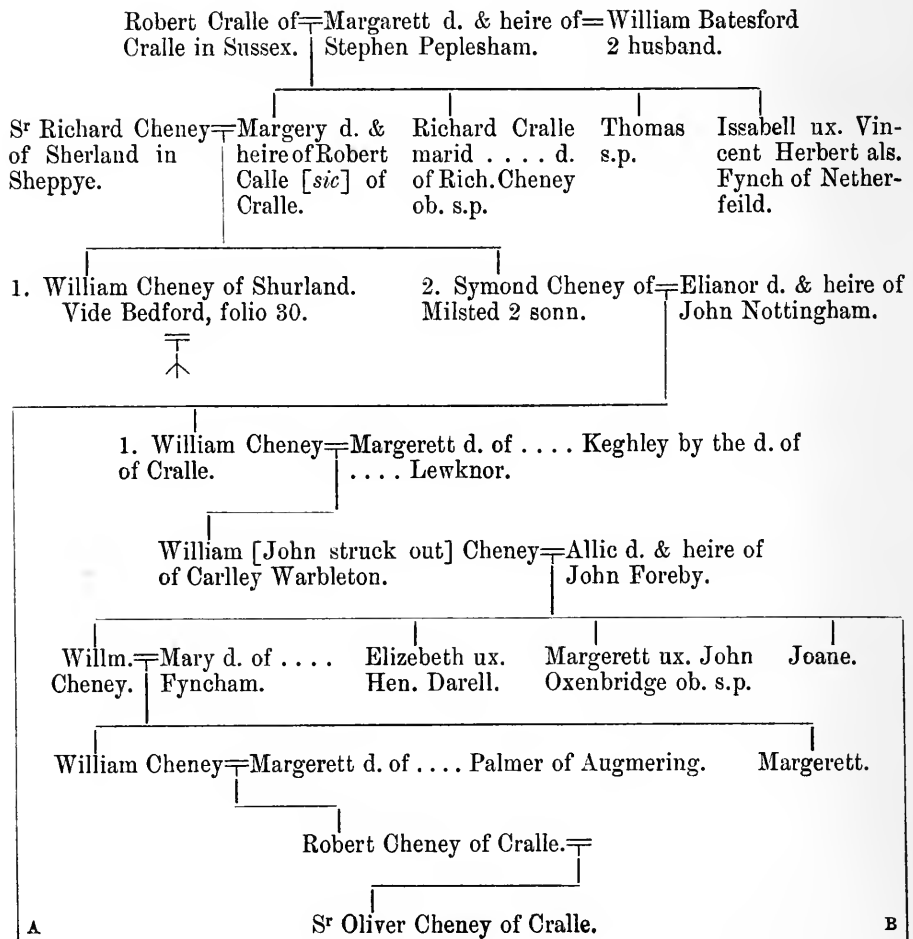 Robert Cralle of Margarett d. & heire of William Batesford
Cralle in Sussex. Stephen Peplesham. 2 husband.
Sr Richard Cheney
of Sherland in
Sheppye.
Margery d. &
heire of Robert
Calle [sic] of
Cralle.
Richard Cralle
marid .... d.
of Rich. Cheney
ob. s.p.
Thomas
s.p.
Issabell ux. Vin-
cent Herbert als.
Fynch of Nether-
feild.
1. William Cheney of Shurland.
Vide Bedford, folio 30.
2. Symond Cheney of
Milsted 2 sonn.
Elianor d. & heire of
John Nottingham.
1. William Cheney
of Cralle.
Margerett d. of .... Keghley by the d. of
.... Lewknor.
William [John struck out] Cheney
of Carlley Warbleton.
Allic d. & heire of
John Foreby.
Willm.
Cheney.
Mary d. of ....
Fyncham.
Elizebeth ux.
Hen. Darell.
Margerett ux. John
Oxenbridge ob. s.p.
Joane.
William Cheney Margerett d. of .... Palmer of Augmering. Margerett.
Robert Cheney of Cralle.
A Sr Oliver Cheney of Cralle. B